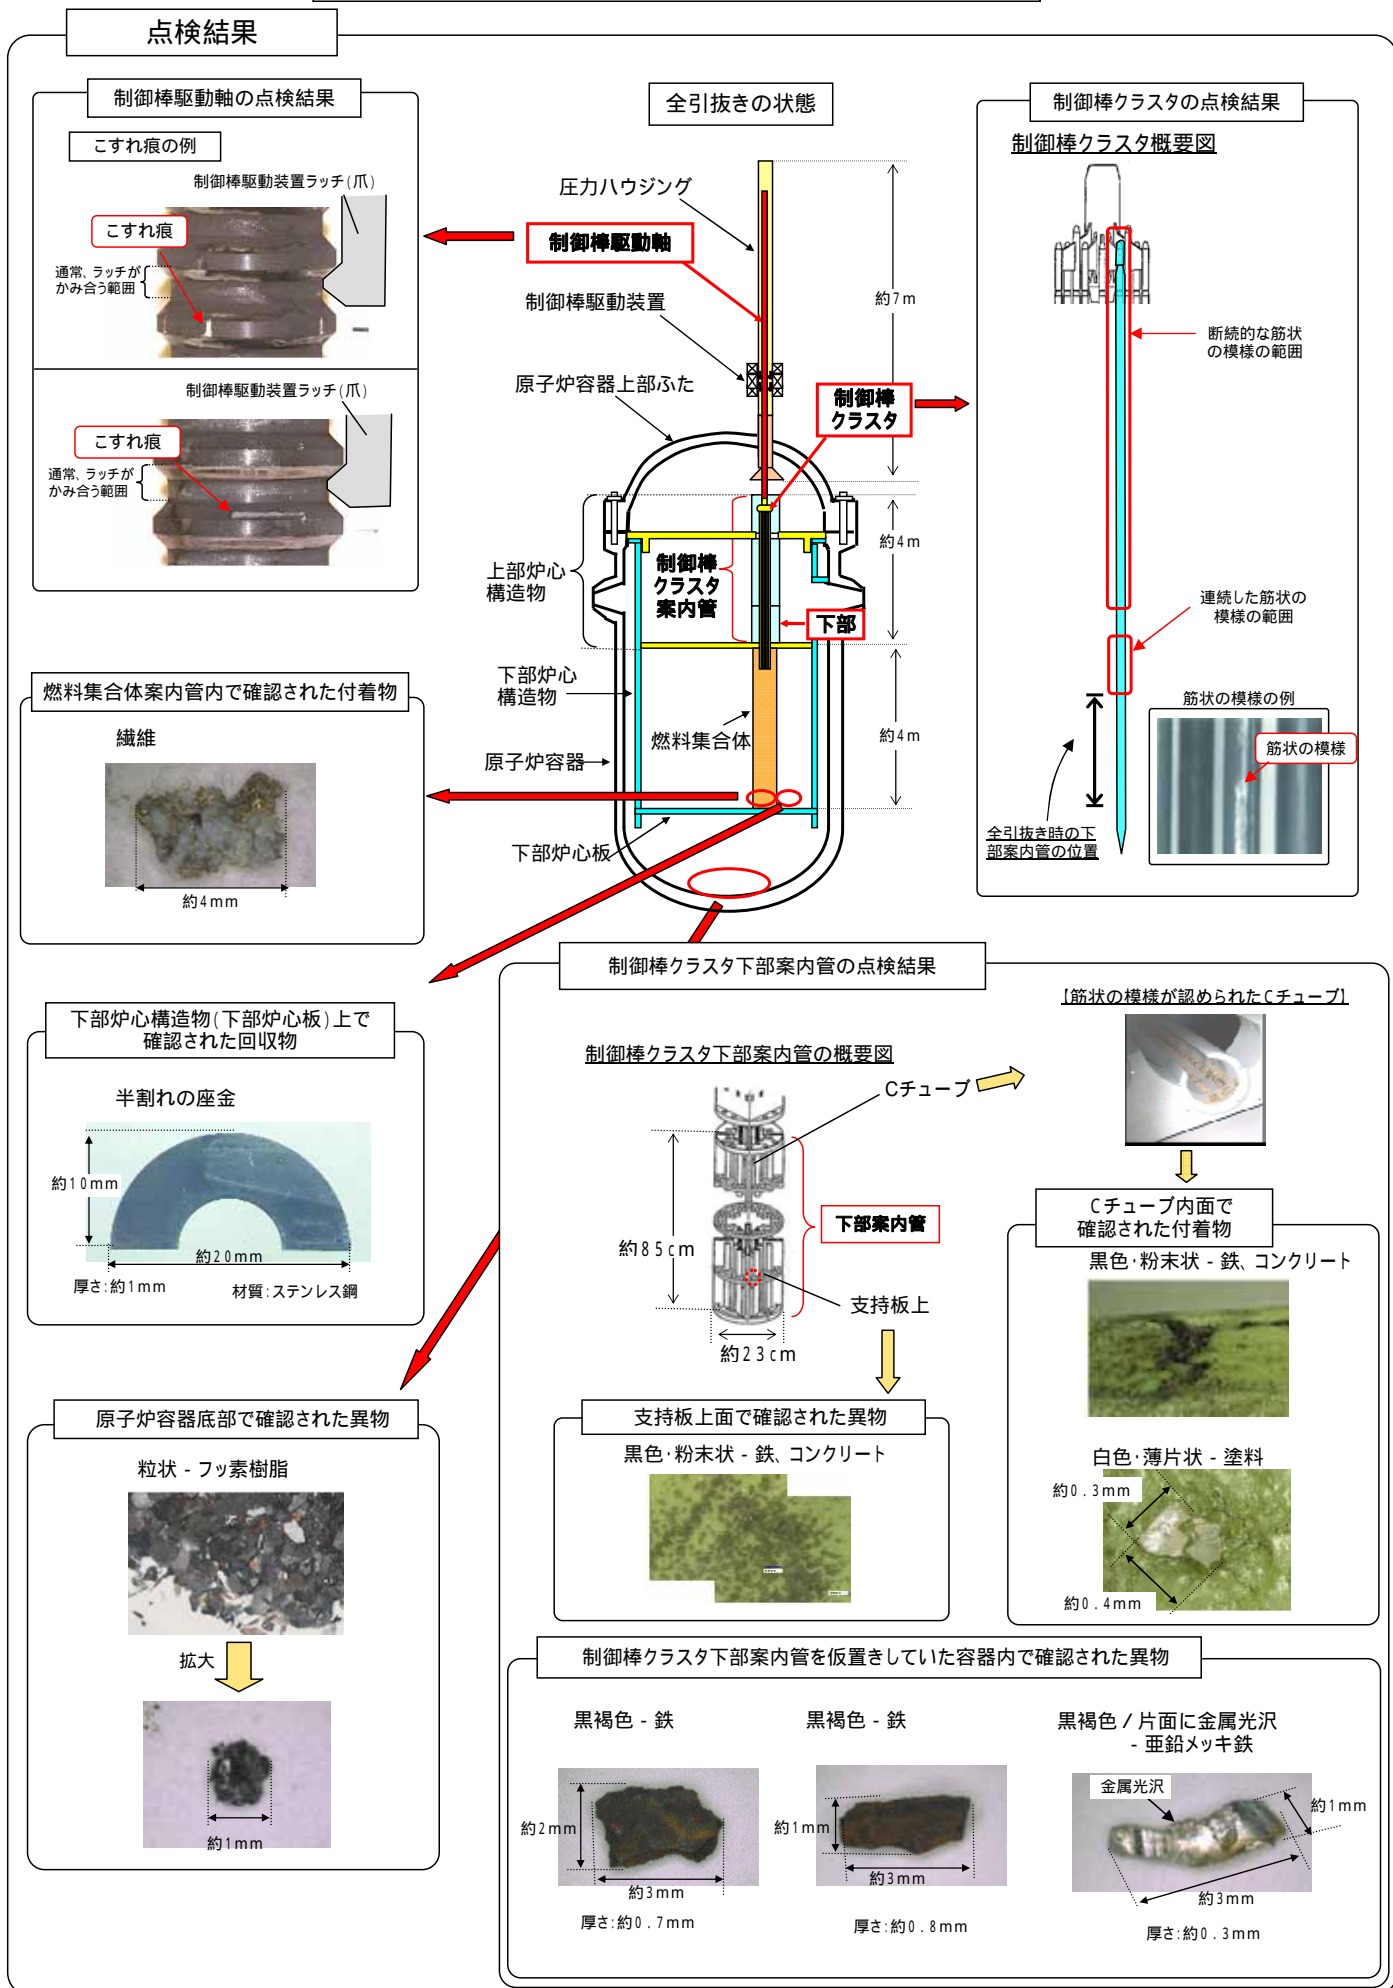 点検結果
制御棒駆動軸の点検結果
こすれ痕の例
制御棒駆動装置ラッチ(爪)
こすれ痕
通常、ラッチが
かみ合う範囲
制御棒駆動装置ラッチ(爪)
こすれ痕
通常、ラッチが
かみ合う範囲
全引抜きの状態
圧力ハウジング
制御棒駆動軸
制御棒駆動装置
原子炉容器上部ふた
制御棒
クラスタ
約7m
約4m
上部炉心
構造物
制御棒
クラスタ
案内管
下部
下部炉心
構造物
燃料集合体
約4m
原子炉容器
下部炉心板
制御棒クラスタの点検結果
制御棒クラスタ概要図
断続的な筋状
の模様の範囲
連続した筋状の
模様の範囲
筋状の模様の例
筋状の模様
全引抜き時の下
部案内管の位置
燃料集合体案内管内で確認された付着物
繊維
約4mm
下部炉心構造物(下部炉心板)上で
確認された回収物
半割れの座金
約10mm
約20mm
厚さ:約1mm
材質:ステンレス鋼
原子炉容器底部で確認された異物
粒状 - フッ素樹脂
拡大
約1mm
制御棒クラスタ下部案内管の点検結果
制御棒クラスタ下部案内管の概要図
Cチューブ
約85cm
下部案内管
支持板上
約23cm
【筋状の模様が認められたCチューブ】
Cチューブ内面で
確認された付着物
黒色・粉末状 - 鉄、コンクリート
白色・薄片状 - 塗料
約0.3mm
約0.4mm
支持板上面で確認された異物
黒色・粉末状 - 鉄、コンクリート
制御棒クラスタ下部案内管を仮置きしていた容器内で確認された異物
黒褐色 - 鉄
約2mm
約3mm
厚さ:約0.7mm
黒褐色 - 鉄
約1mm
約3mm
厚さ:約0.8mm
黒褐色/片面に金属光沢
- 亜鉛メッキ鉄
金属光沢
約1mm
約3mm
厚さ:約0.3mm